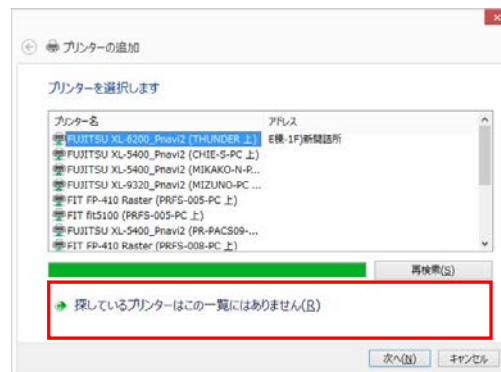 プリンターの追加
プリンターを選択します
プリンター名 アドレス
FUJITSU XL-6200_Pnavi2 (THUNDER 上) E棟-1F)新聞詰所
FUJITSU XL-5400_Pnavi2 (CHIE-S-PC 上)
FUJITSU XL-5400_Pnavi2 (MIKAKO-N-P...
FUJITSU XL-9320_Pnavi2 (MIZUNO-PC ...
FIT FP-410 Raster (PRFS-005-PC 上)
FIT fit5100 (PRFS-005-PC 上)
FUJITSU XL-5400_Pnavi2 (PR-PACS09-...
FIT FP-410 Raster (PRFS-008-PC 上)
再検索(S)
探しているプリンターはこの一覧にはありません(R)
次へ(N) キャンセル